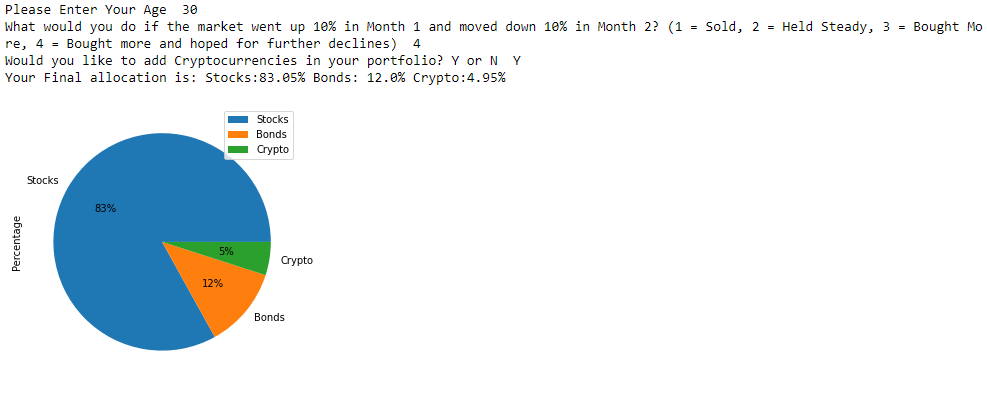 Please Enter Your Age  30
What would you do if the market went up 10% in Month 1 and moved down 10% in Month 2? (1 = Sold, 2 = Held Steady, 3 = Bought Mo
re, 4 = Bought more and hoped for further declines)  4
Would you like to add Cryptocurrencies in your portfolio? Y or N  Y
Your Final allocation is: Stocks:83.05% Bonds: 12.0% Crypto:4.95%
Stocks
Bonds
Crypto
Stocks
83%
Percentage
5%
Crypto
12%
Bonds